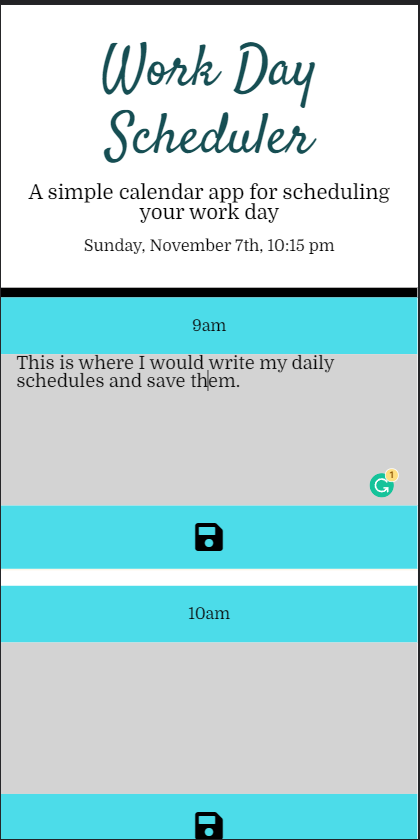 Work Day
Scheduler
A simple calendar app for scheduling
your work day
Sunday, November 7th, 10:15 pm
9am
This is where I would write my daily
schedules and save them.
1
10am